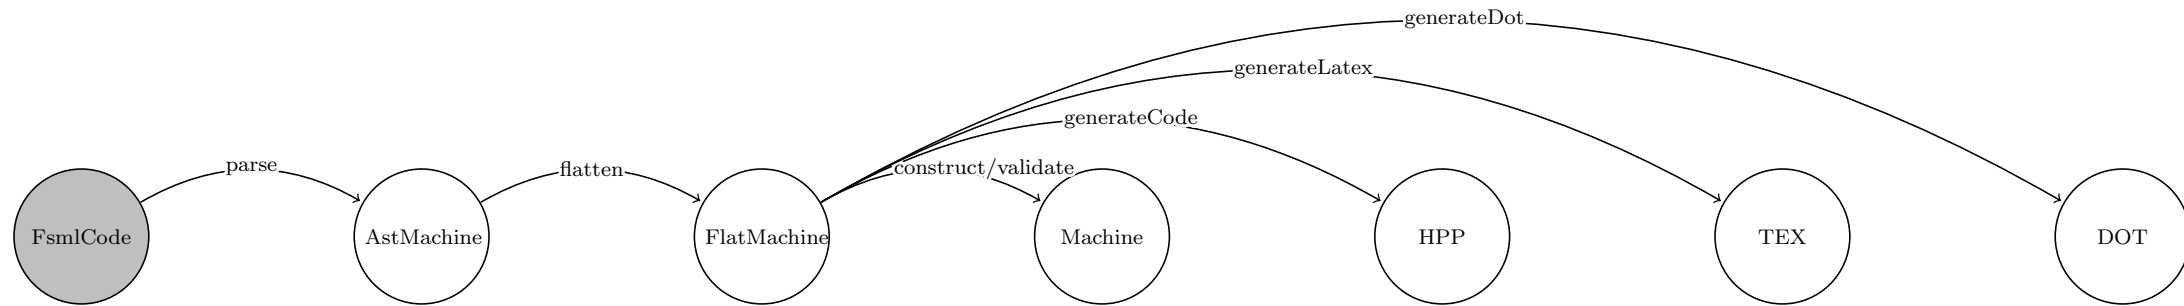 generateDot
generateLatex
generateCode
parse
flatten
construct/validate
FsmlCode
AstMachine
FlatMachine
Machine
HPP
TEX
DOT